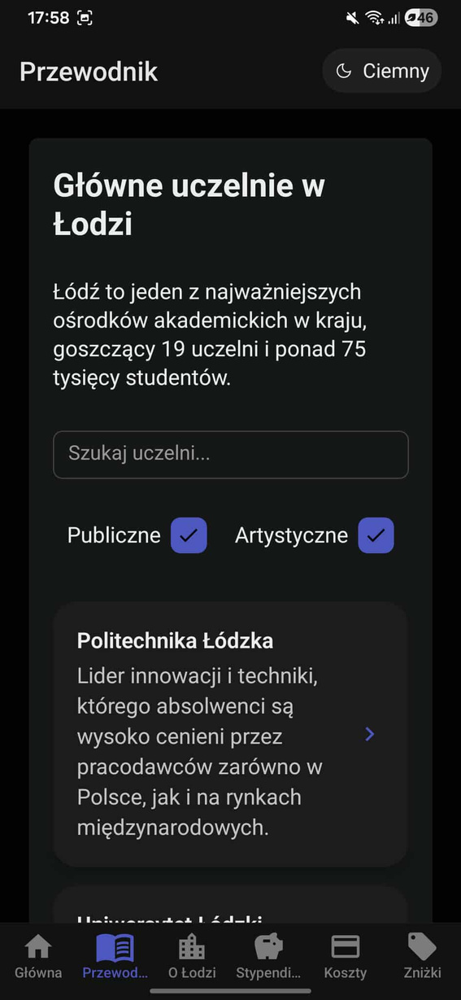 17:58
46
Przewodnik
Ciemny
Główne uczelnie w
Łodzi
Łódź to jeden z najważniejszych
ośrodków akademickich w kraju,
goszczący 19 uczelni i ponad 75
tysięcy studentów.
Szukaj uczelni...
Publiczne
Artystyczne
Politechnika Łódzka
Lider innowacji i techniki,
którego absolwenci są
wysoko cenieni przez
pracodawców zarówno w
Polsce, jak i na rynkach
międzynarodowych.
Uniwersytet Łódzki
Główna
Przewod...
O Łodzi
Stypendi...
Koszty
Zniżki